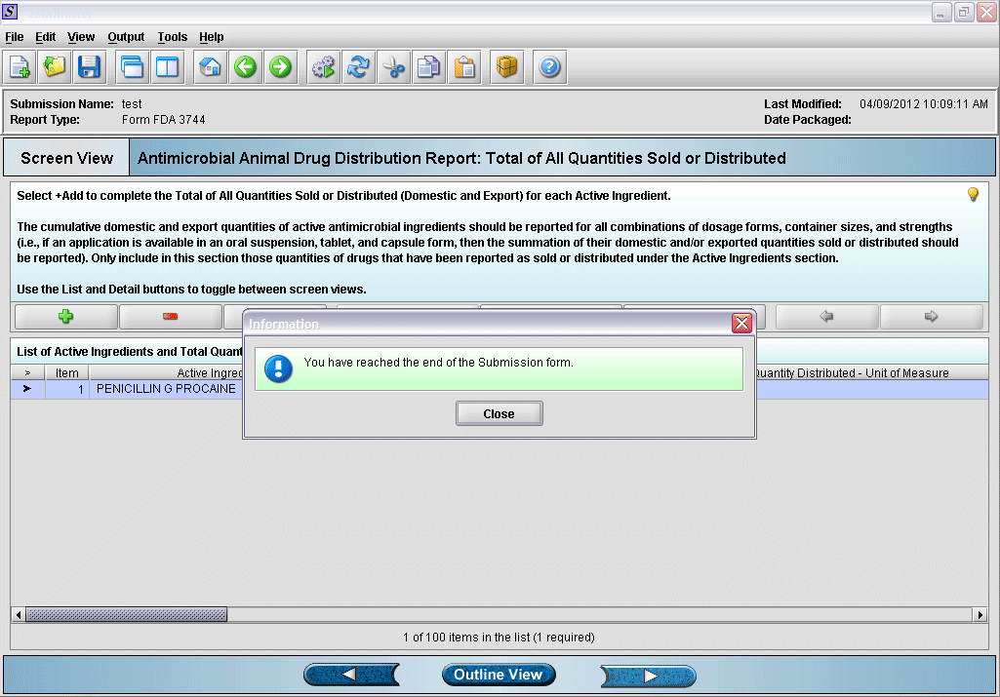 S
File Edit View Output Tools Help
Submission Name: test
Last Modified: 04/09/2012 10:09:11 AM
Report Type: Form FDA 3744
Date Packaged:
Screen View
Antimicrobial Animal Drug Distribution Report: Total of All Quantities Sold or Distributed
Select +Add to complete the Total of All Quantities Sold or Distributed (Domestic and Export) for each Active Ingredient.
The cumulative domestic and export quantities of active antimicrobial ingredients should be reported for all combinations of dosage forms, container sizes, and strengths
(i.e., if an application is available in an oral suspension, tablet, and capsule form, then the summation of their domestic and/or exported quantities sold or distributed should
be reported). Only include in this section those quantities of drugs that have been reported as sold or distributed under the Active Ingredients section.
Use the List and Detail buttons to toggle between screen views.
Information
You have reached the end of the Submission form.
Close
List of Active Ingredients and Total Quant
> Item Active Ingred
uantity Distributed - Unit of Measure
1 PENICILLIN G PROCAINE
1 of 100 items in the list (1 required)
Outline View